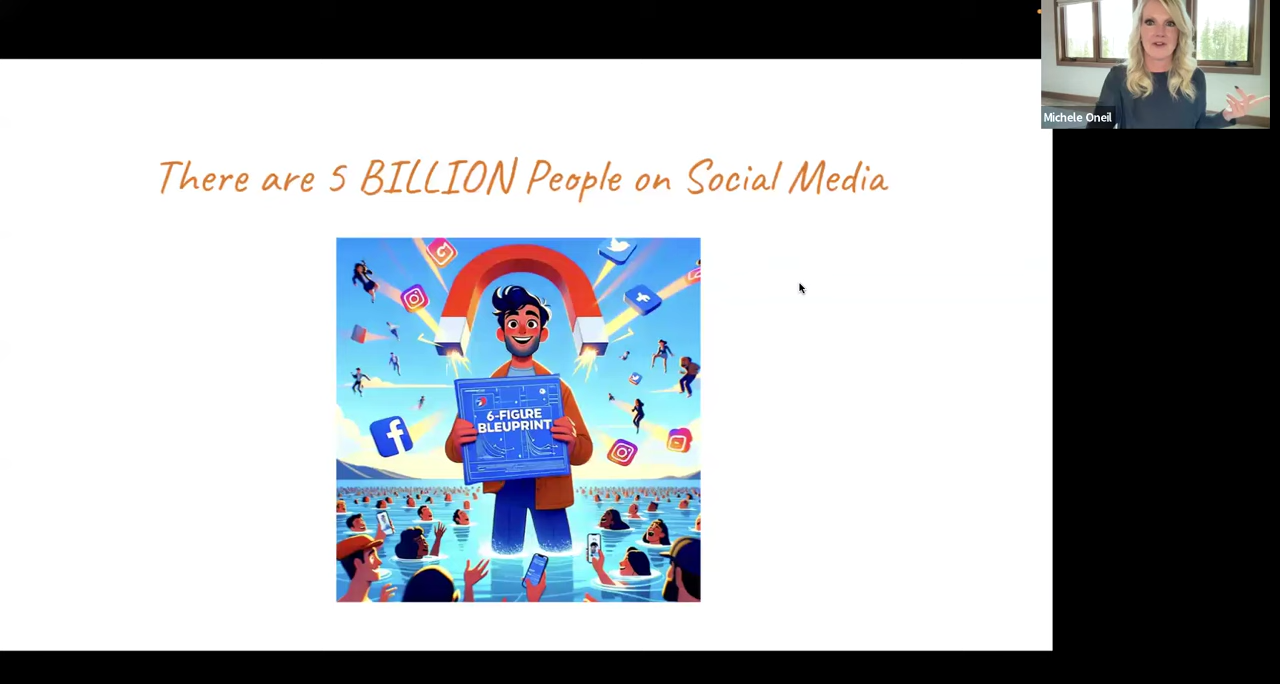 Michele Oneil
There are 5 BILLION People on Social Media
6-FIGURE
BLEUPRINT